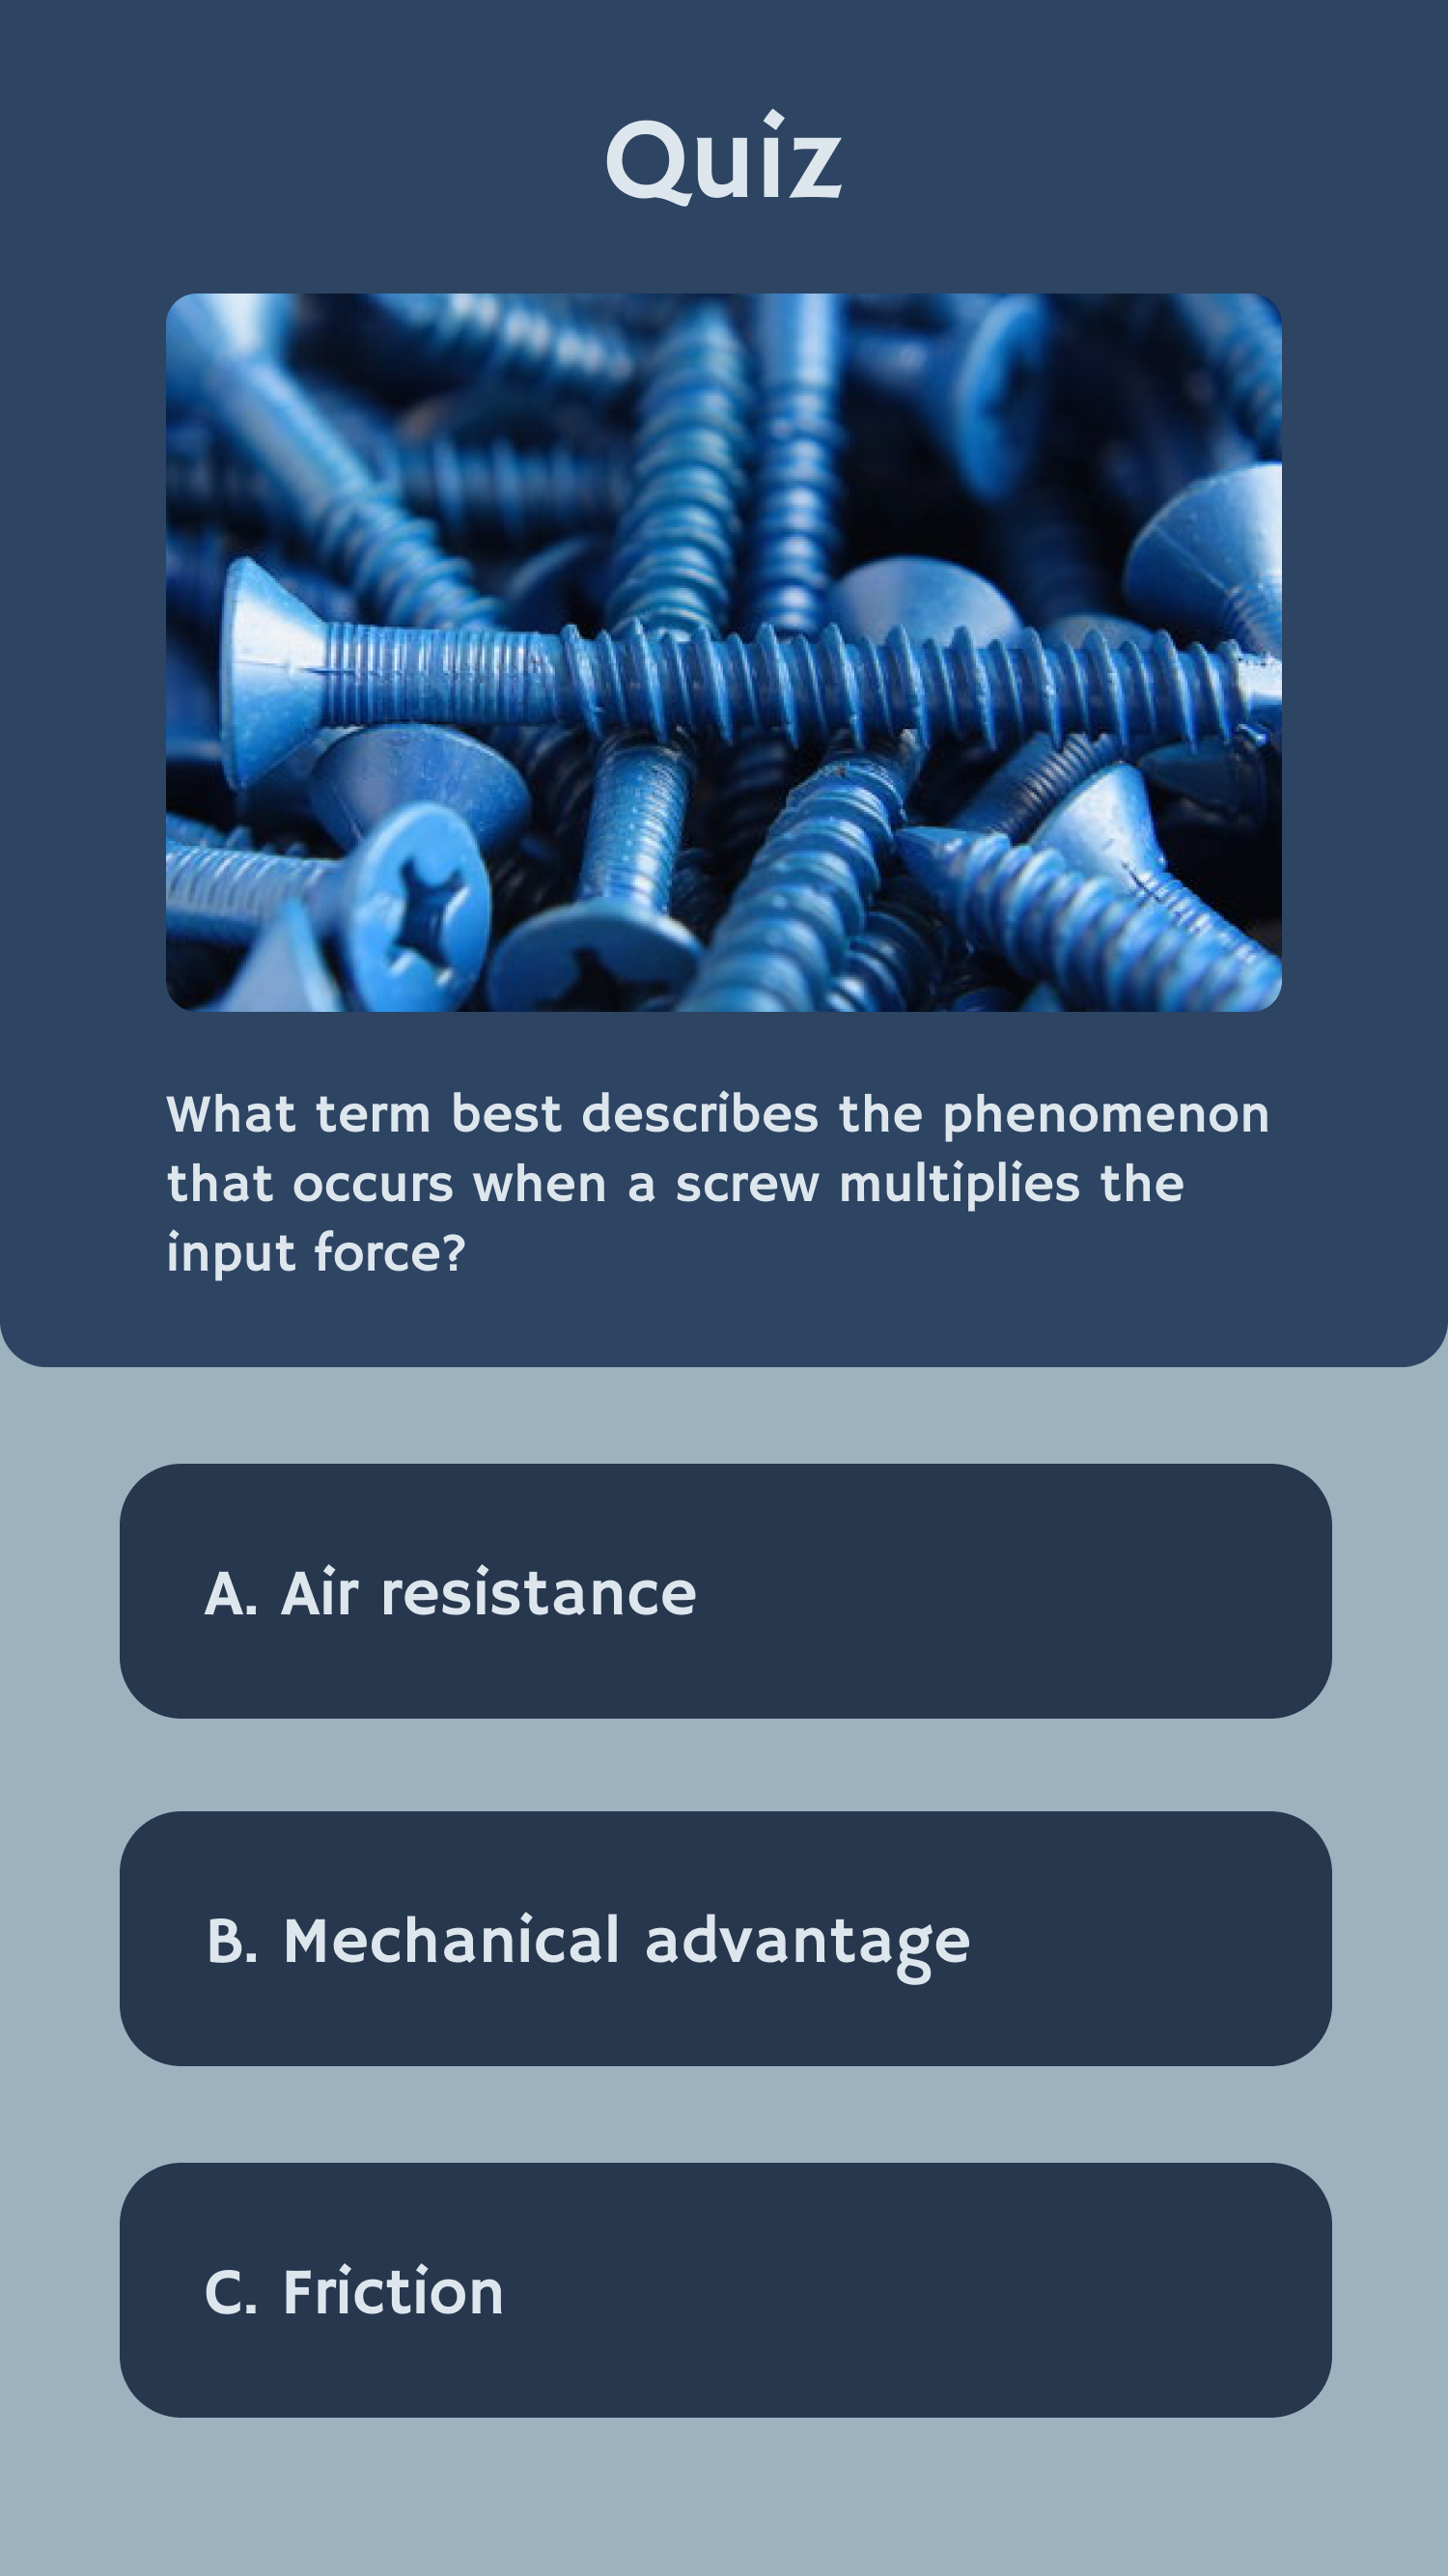 Quiz
What term best describes the phenomenon
that occurs when a screw multiplies the
input force?
A. Air resistance
B. Mechanical advantage
C. Friction